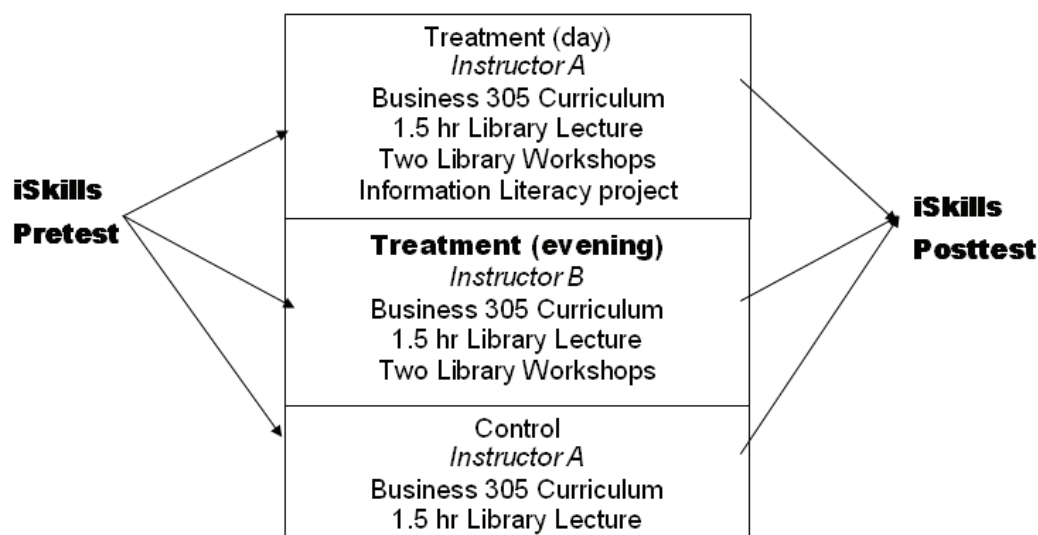 iSkills
Pretest
Treatment (day)
Instructor A
Business 305 Curriculum
1.5 hr Library Lecture
Two Library Workshops
Information Literacy project
Treatment (evening)
Instructor B
Business 305 Curriculum
1.5 hr Library Lecture
Two Library Workshops
Control
Instructor A
Business 305 Curriculum
1.5 hr Library Lecture
iSkills
Posttest